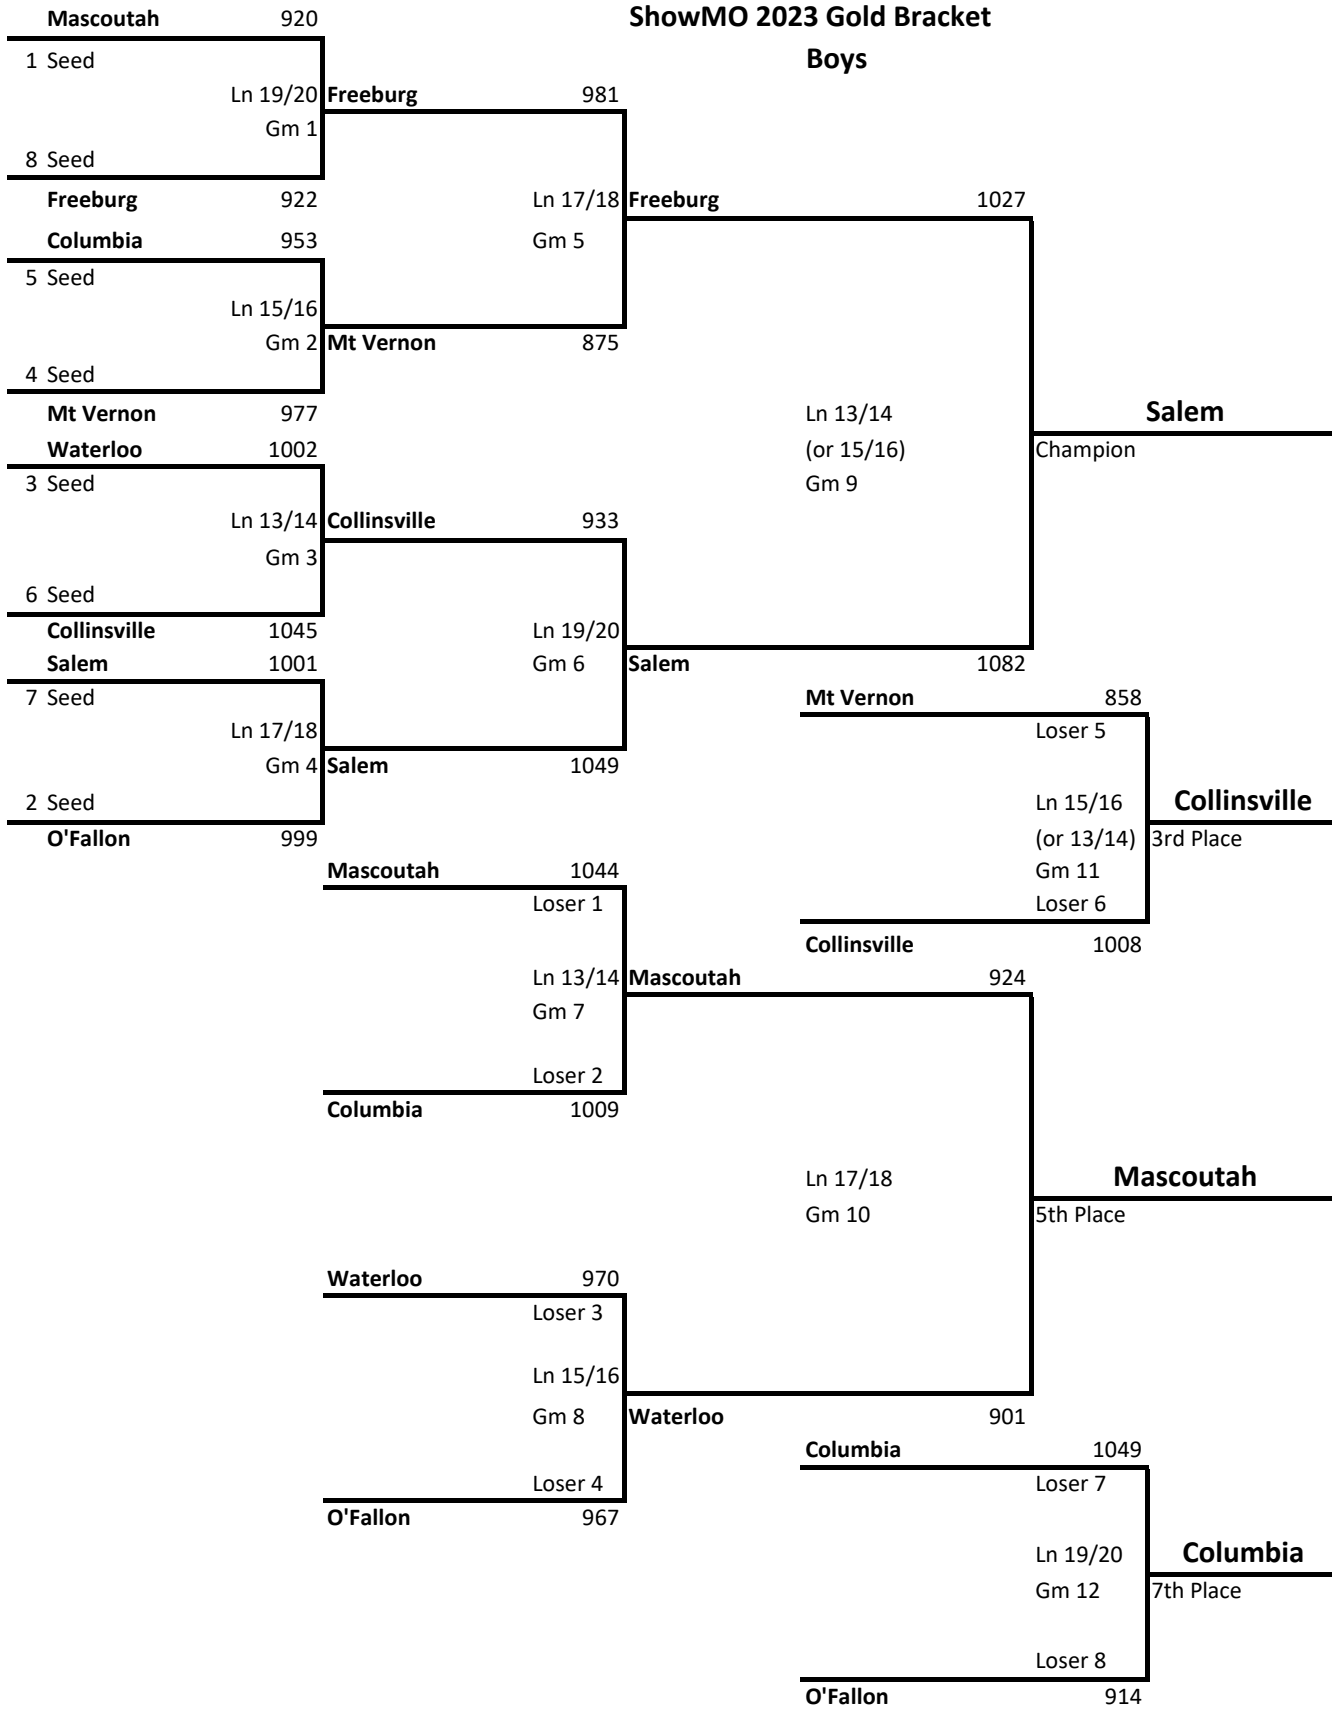 Mascoutah 920 ShowMO 2023 Gold Bracket
1 Seed Boys
Ln 19/20 Freeburg 981
Gm 1
8 Seed
Freeburg 922 Ln 17/18 Freeburg 1027
Columbia 953 Gm 5
5 Seed
Ln 15/16
Gm 2 Mt Vernon 875
4 Seed
Mt Vernon 977 Ln 13/14 Salem
Waterloo 1002 (or 15/16) Champion
3 Seed Gm 9
Ln 13/14 Collinsville 933
Gm 3
6 Seed
Collinsville 1045 Ln 19/20
Salem 1001 Gm 6 Salem 1082
7 Seed Mt Vernon 858
Ln 17/18 Loser 5
Gm 4 Salem 1049
2 Seed Ln 15/16 Collinsville
O'Fallon 999 (or 13/14) 3rd Place
Mascoutah 1044 Gm 11
Loser 1 Loser 6
Collinsville 1008
Ln 13/14 Mascoutah 924
Gm 7
Loser 2
Columbia 1009
Ln 17/18 Mascoutah
Gm 10 5th Place
Waterloo 970
Loser 3
Ln 15/16
Gm 8 Waterloo 901
Columbia 1049
Loser 4 Loser 7
O'Fallon 967
Ln 19/20 Columbia
Gm 12 7th Place
Loser 8
O'Fallon 914